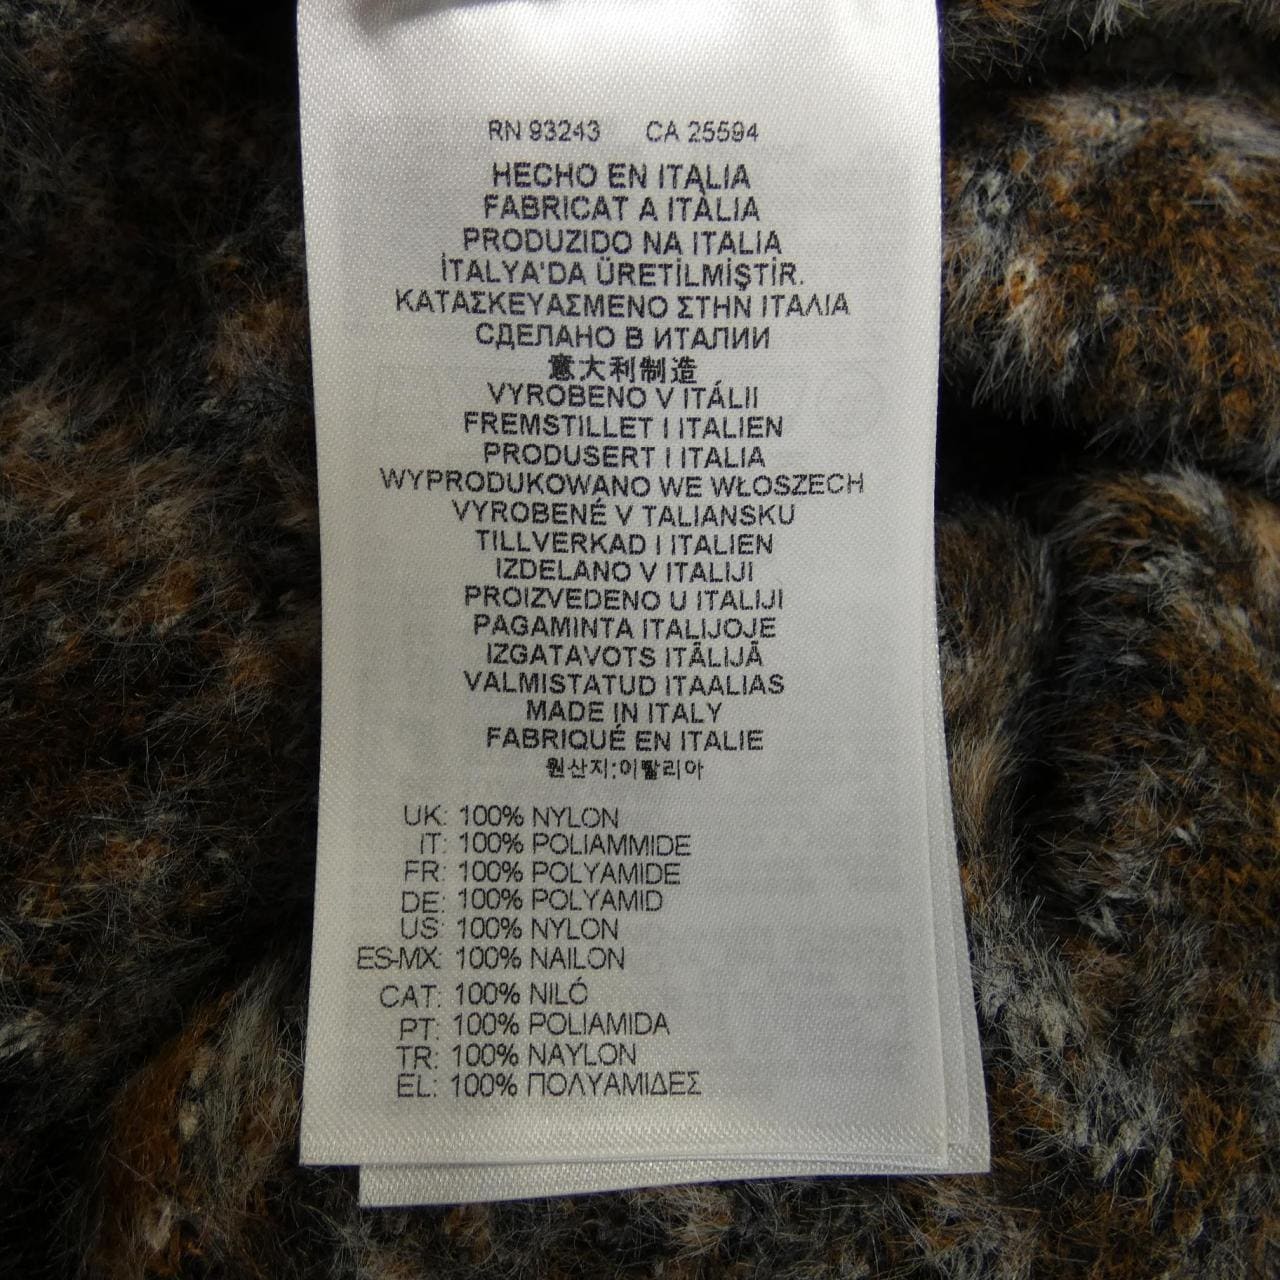 RN 93243 CA 25594
HECHO EN ITALIA
FABRICAT A ITÀLIA
PRODUZIDO NA ITALIA
İTALYA'DA ÜRETİLMİŞTİR.
ΚΑΤΑΣΚΕΥΑΣΜΕΝΟ ΣΤΗΝ ΙΤΑΛΙΑ
СДЕЛАНО В ИТАЛИИ
意大利制造
VYROBENO V ITÁLII
FREMSTILLET I ITALIEN
PRODUSERT I ITALIA
WYPRODUKOWANO WE WŁOSZECH
VYROBENÉ V TALIANSKU
TILLVERKAD I ITALIEN
IZDELANO V ITALIJI
PROIZVEDENO U ITALIJI
PAGAMINTA ITALIJOJE
IZGATAVOTS ITĀLIJĀ
VALMISTATUD ITAALIAS
MADE IN ITALY
FABRIQUÉ EN ITALIE
원산지:이딸리아
UK: 100% NYLON
IT: 100% POLIAMMIDE
FR: 100% POLYAMIDE
DE: 100% POLYAMID
US: 100% NYLON
ES-MX: 100% NAILON
CAT: 100% NILÓ
PT: 100% POLIAMIDA
TR: 100% NAYLON
EL: 100% ΠΟΛΥΑΜΙΔΕΣ